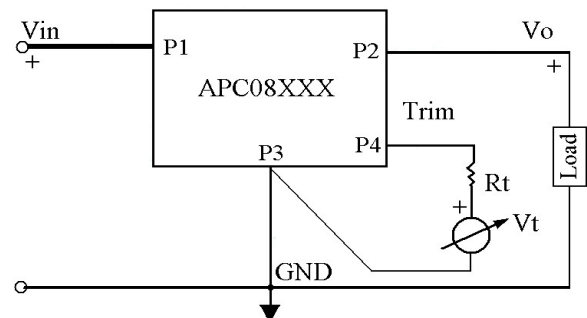 Vin
Vo
+
P1
P2
+
APC08XXX
Trim
P4
P3
Load
Rt
+
Vt
GND